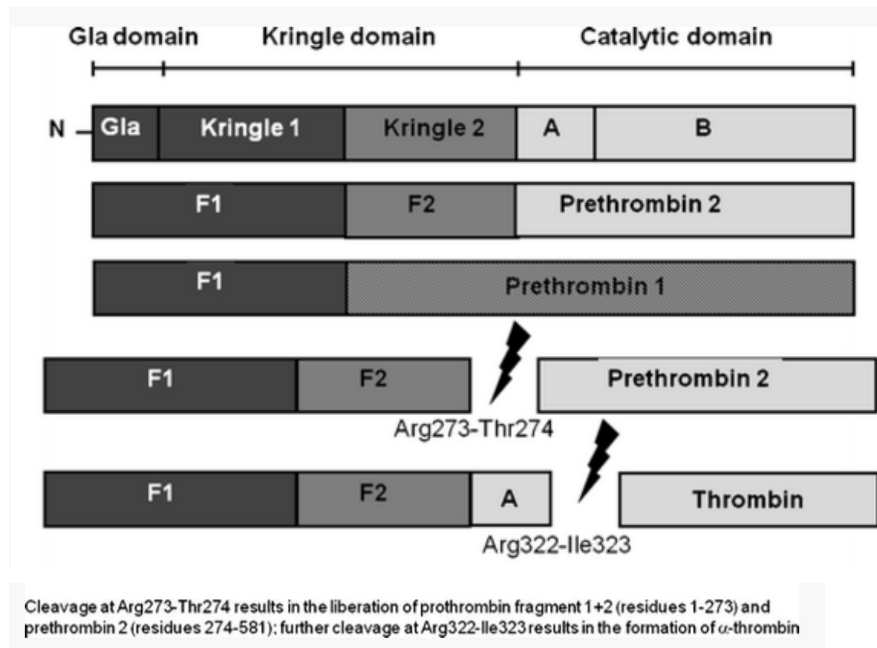 Gla domain Kringle domain Catalytic domain
N Gla Kringle 1 Kringle 2 A B
F1 F2 Prethrombin 2
F1 Prethrombin 1
F1 F2 Prethrombin 2
Arg273-Thr274
F1 F2 A Thrombin
Arg322-Ile323
Cleavage at Arg273-Thr274 results in the liberation of prothrombin fragment 1+2 (residues 1-273) and
prethrombin 2 (residues 274-581); further cleavage at Arg322-Ile323 results in the formation of α-thrombin